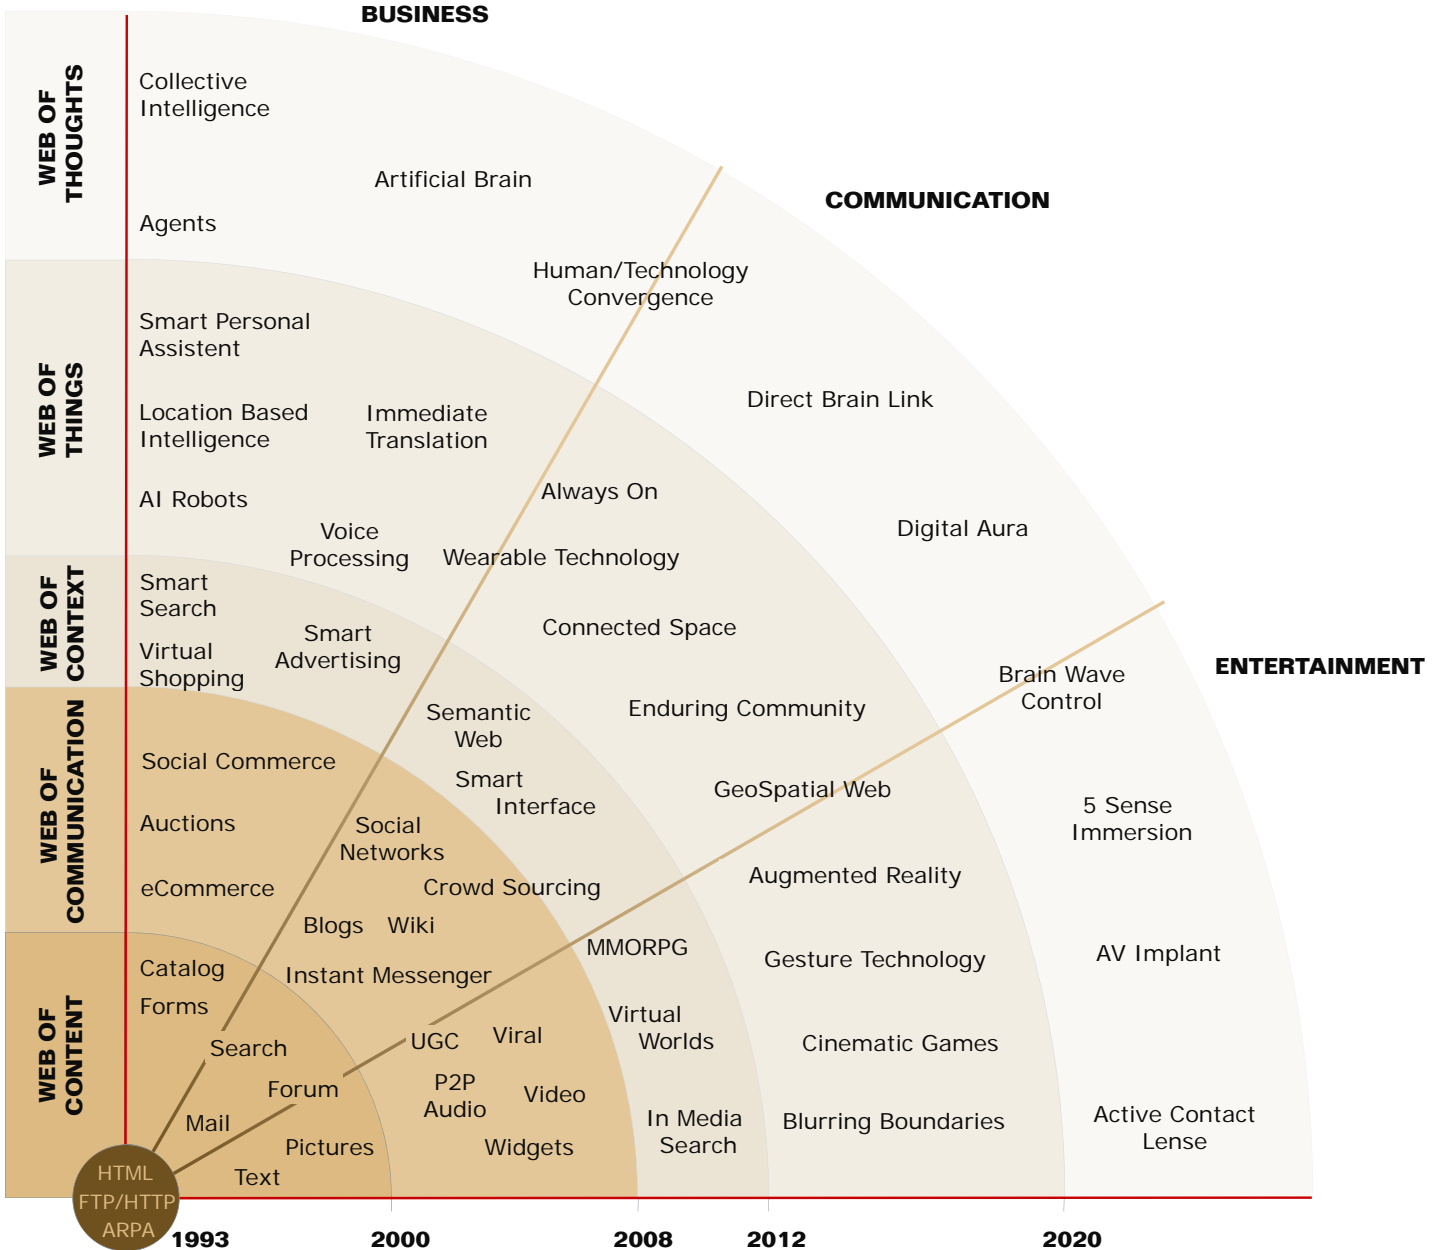 BUSINESS
WEB OF
THOUGHTS
Collective
Intelligence
Artificial Brain
Agents
COMMUNICATION
Human/Technology
Convergence
Direct Brain Link
Digital Aura
ENTERTAINMENT
Brain Wave
Control
5 Sense
Immersion
AV Implant
Active Contact
Lense
WEB OF
THINGS
Smart Personal
Assistent
Location Based
Intelligence
Immediate
Translation
AI Robots
Voice
Processing
Always On
Wearable Technology
Connected Space
Enduring Community
GeoSpatial Web
Augmented Reality
Gesture Technology
Cinematic Games
Blurring Boundaries
WEB OF
CONTEXT
Smart
Search
Virtual
Shopping
Smart
Advertising
Semantic
Web
Smart
Interface
MMORPG
Virtual
Worlds
In Media
Search
WEB OF
COMMUNICATION
Social Commerce
Auctions
eCommerce
Social
Networks
Crowd Sourcing
Blogs Wiki
Instant Messenger
UGC
Viral
P2P
Audio
Video
Widgets
WEB OF
CONTENT
Catalog
Forms
Search
Forum
Mail
Pictures
Text
HTML
FTP/HTTP
ARPA
1993
2000
2008
2012
2020